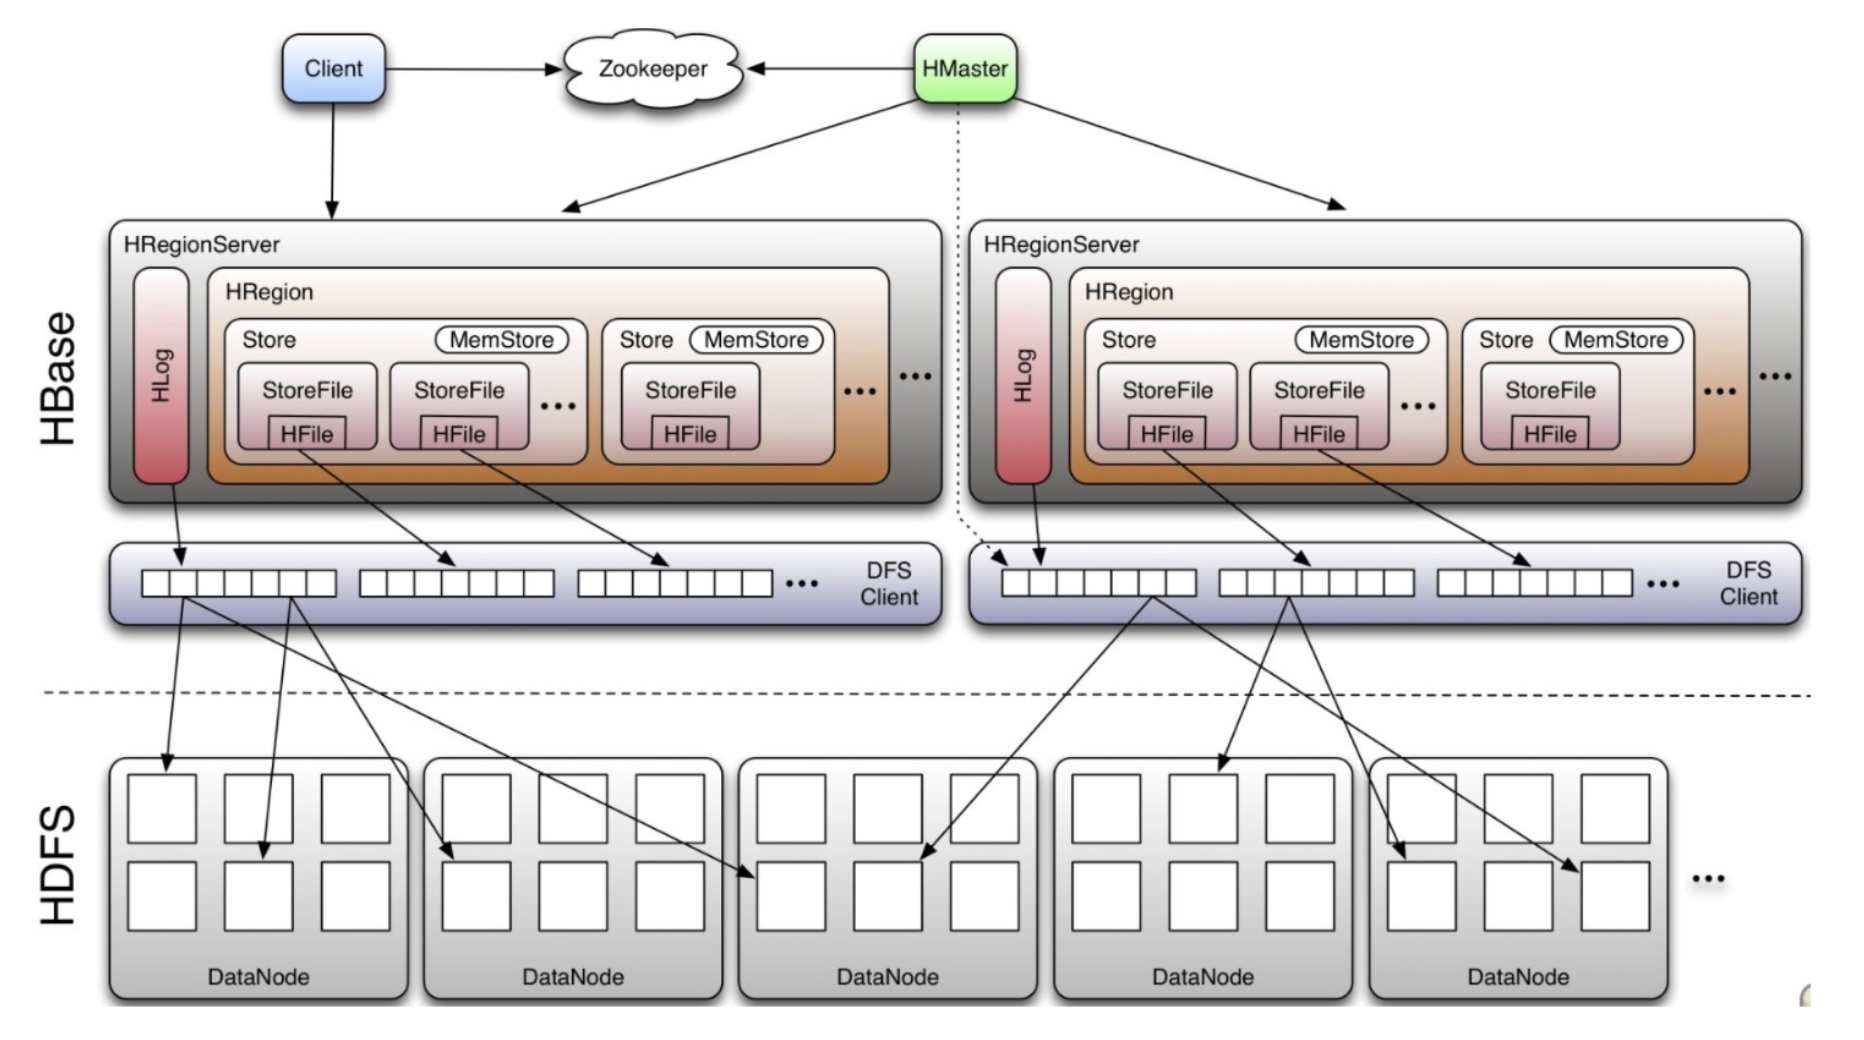 Client
Zookeeper
HMaster
HBase
HRegionServer
HLog
HRegion
Store
MemStore
StoreFile
HFile
StoreFile
HFile
...
Store
MemStore
StoreFile
HFile
...
...
HRegionServer
HLog
HRegion
Store
MemStore
StoreFile
HFile
StoreFile
HFile
...
Store
MemStore
StoreFile
HFile
...
...
...
DFS
Client
...
DFS
Client
HDFS
DataNode
DataNode
DataNode
DataNode
DataNode
...